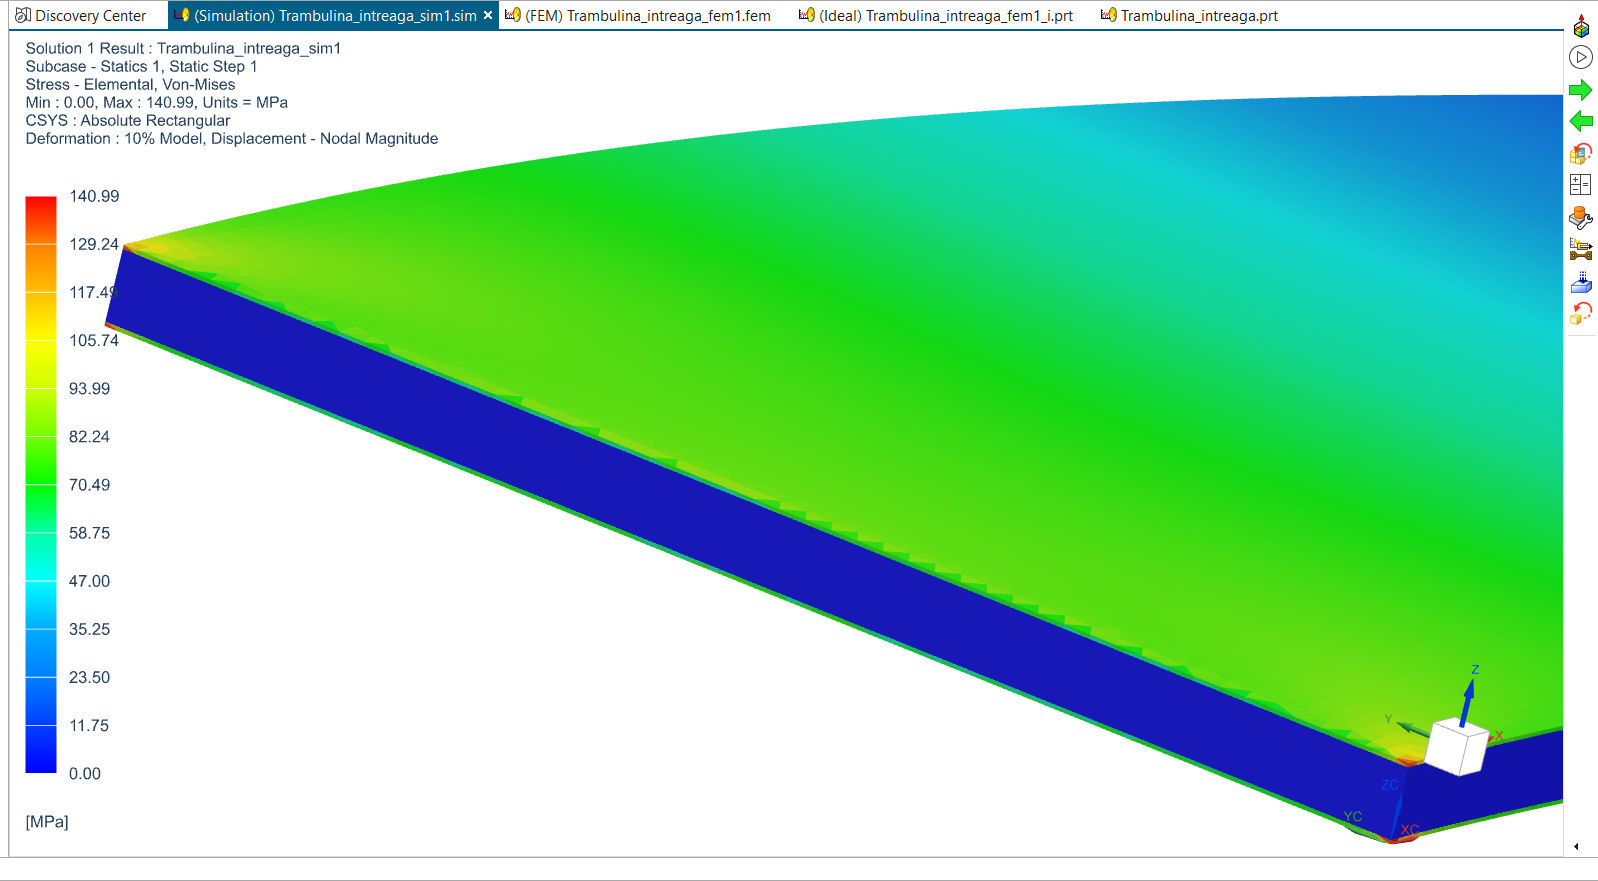 Discovery Center
(Simulation) Trambulina_intreaga_sim1.sim
(FEM) Trambulina_intreaga_fem1.fem
(Ideal) Trambulina_intreaga_fem1_i.prt
Trambulina_intreaga.prt
Solution 1 Result : Trambulina_intreaga_sim1
Subcase - Statics 1, Static Step 1
Stress - Elemental, Von-Mises
Min : 0.00, Max : 140.99, Units = MPa
CSYS : Absolute Rectangular
Deformation : 10% Model, Displacement - Nodal Magnitude
140.99
129.24
117.49
105.74
93.99
82.24
70.49
58.75
47.00
35.25
23.50
11.75
0.00
[MPa]
Z
Y
X
ZC
YC
XC